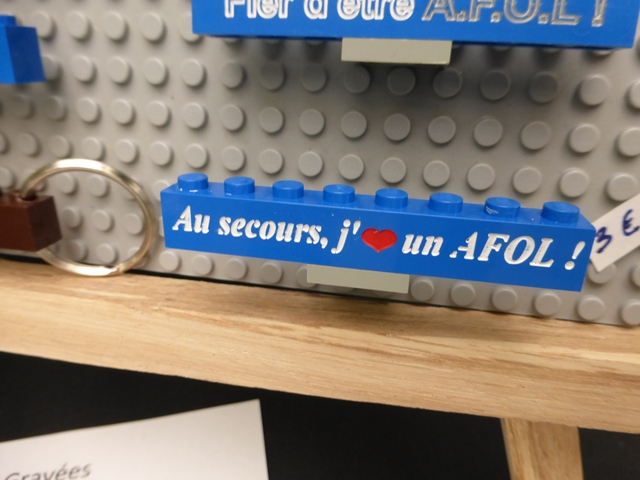 Fier d'être A.F.O.L !
Au secours, j'❤un AFOL !
3 €
Gravées